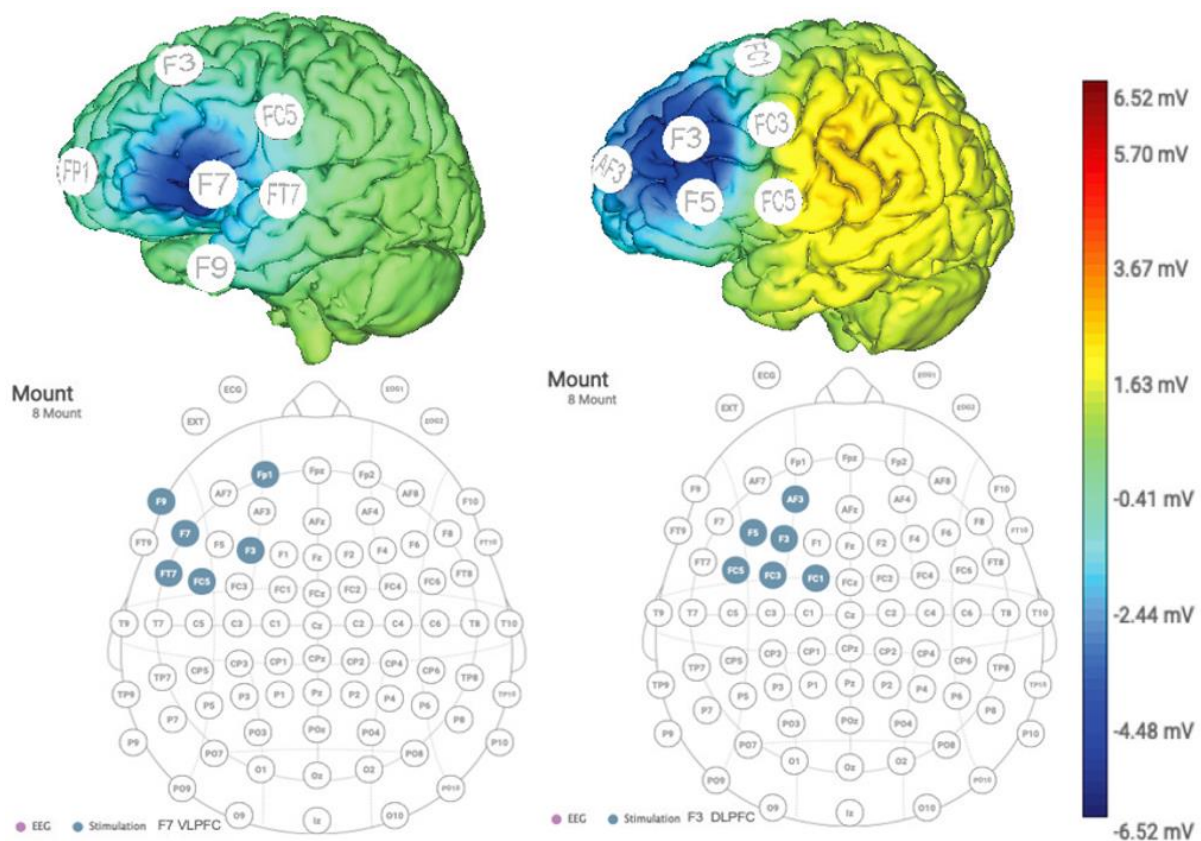 F3
FC5
FP1
F7
FT7
F9
FC1
F3
FC3
AF3
F5
FC5
6.52 mV
5.70 mV
3.67 mV
1.63 mV
-0.41 mV
-2.44 mV
-4.48 mV
-6.52 mV
Mount
8 Mount
ECG
EOG1
EXT
EOG2
Fp1 Fpz Fp2
F9 AF7 AF8 F10
AF3 AFz AF4
F7 F8
FT9 F5 F3 F1 Fz F2 F4 F6 FT10
FT7 FC5 FC3 FC1 FCz FC2 FC4 FC6 FT8
T9 T7 C5 C3 C1 Cz C2 C4 C6 T8 T10
TP7 CP5 CP3 CP1 CPz CP2 CP4 CP6 TP8
TP9 P5 P3 P1 Pz P2 P4 P6 TP10
P7 P8
P9 PO3 POz PO4 P10
PO7 PO8
O1 Oz O2
PO9 PO10
O9 Iz O10
EEG Stimulation F7 VLPFC
Mount
8 Mount
ECG
EOG1
EXT
EOG2
Fp1 Fpz Fp2
F9 AF7 AF8 F10
AF3 AFz AF4
F7 F8
FT9 F5 F3 F1 Fz F2 F4 F6 FT10
FT7 FC5 FC3 FC1 FCz FC2 FC4 FC6 FT8
T9 T7 C5 C3 C1 Cz C2 C4 C6 T8 T10
TP7 CP5 CP3 CP1 CPz CP2 CP4 CP6 TP8
TP9 P5 P3 P1 Pz P2 P4 P6 TP10
P7 P8
P9 PO3 POz PO4 P10
PO7 PO8
O1 Oz O2
PO9 PO10
O9 Iz O10
EEG Stimulation F3 DLPFC